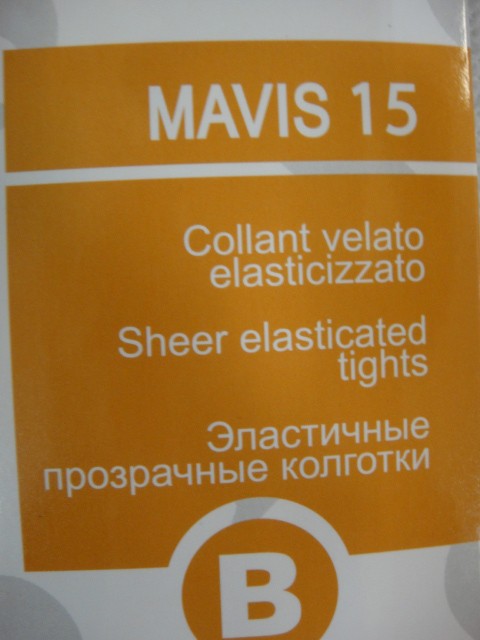 MAVIS 15
Collant velato
elasticizzato
Sheer elasticated
tights
Эластичные
прозрачные колготки
B